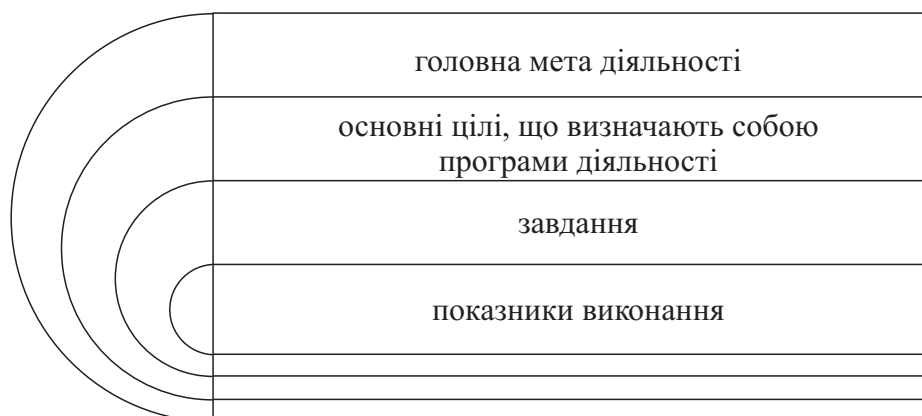 головна мета діяльності
основні цілі, що визначають собою
програми діяльності
завдання
показники виконання